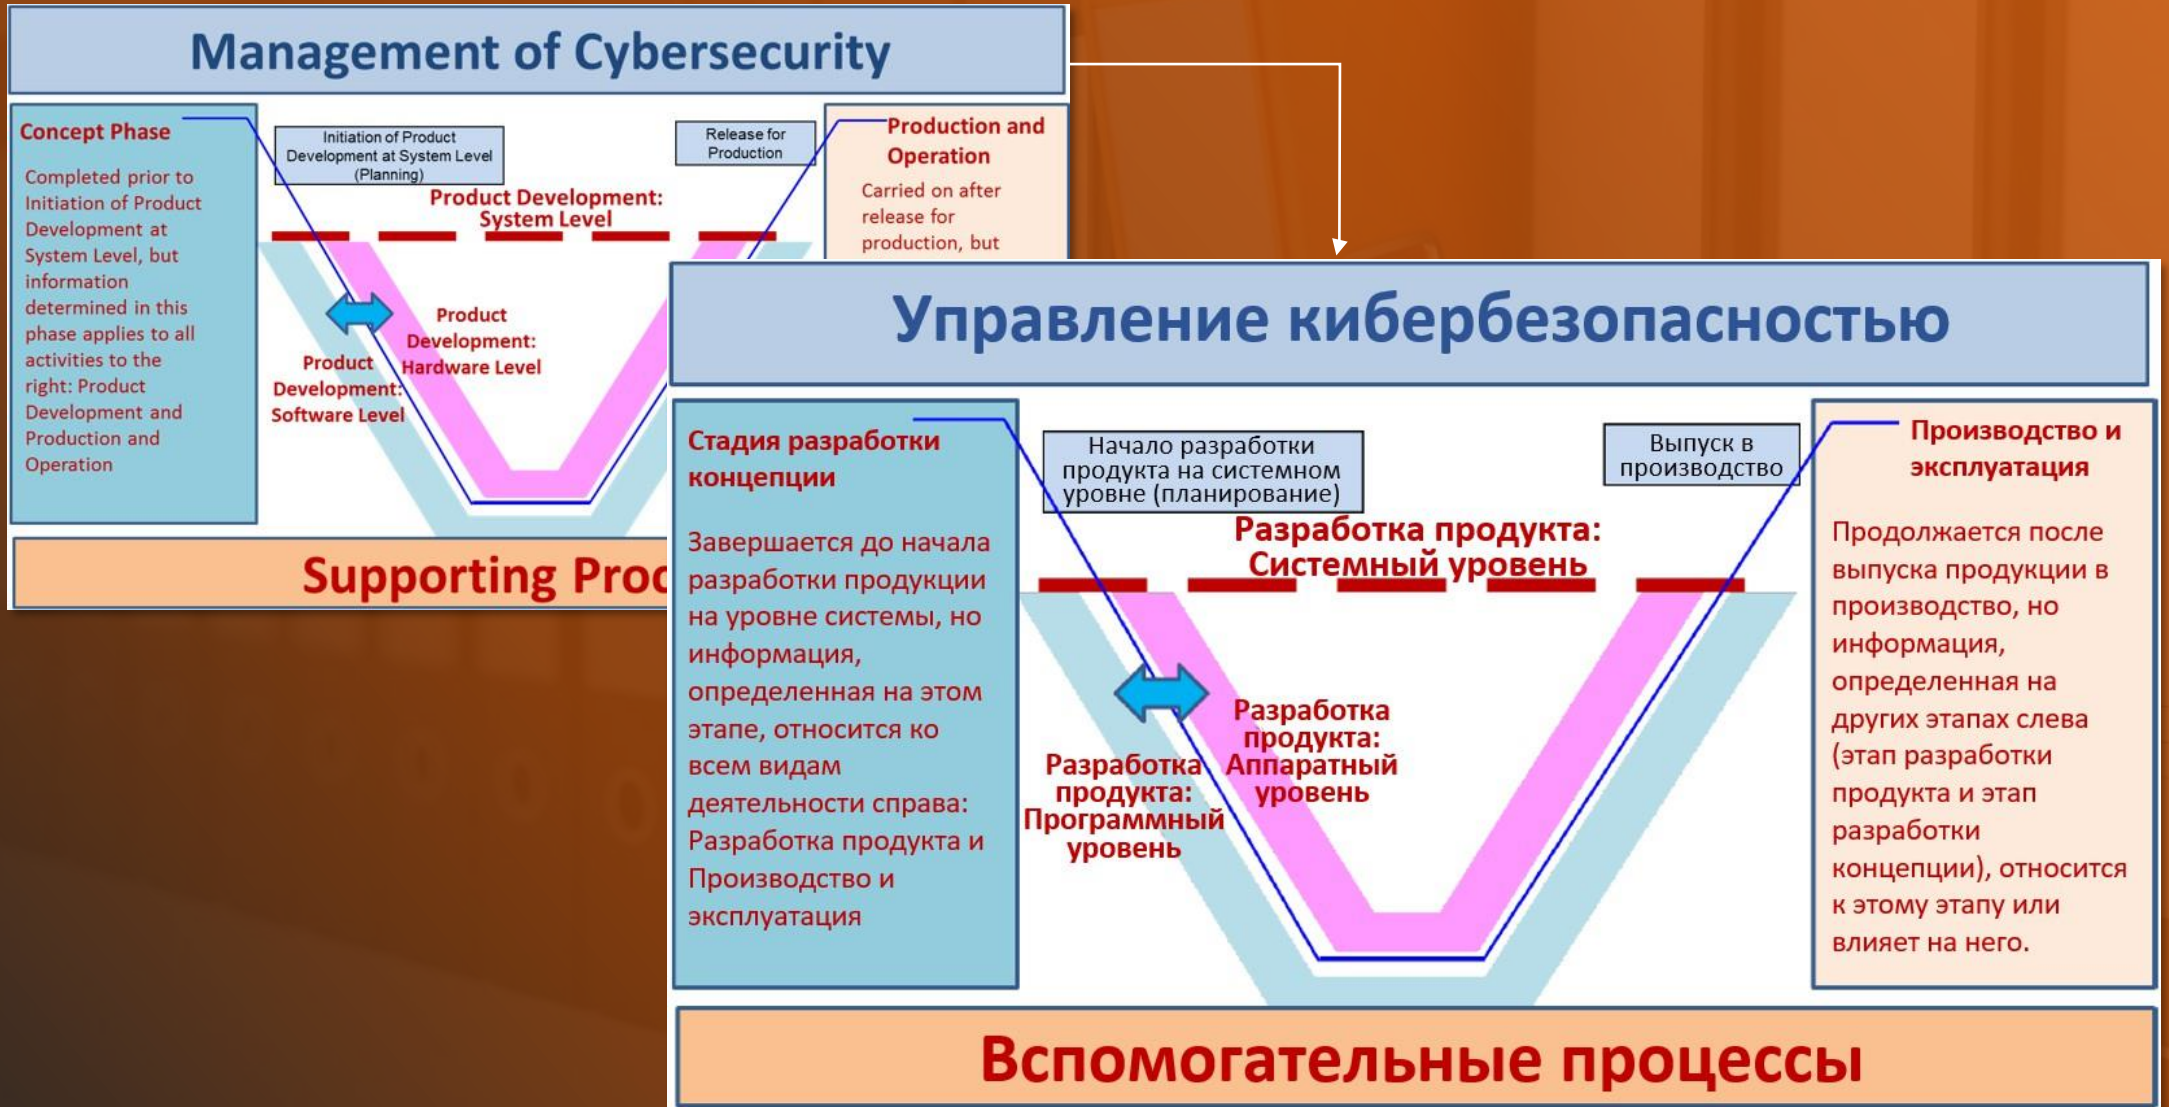 Management of Cybersecurity
Concept Phase
Completed prior to
Initiation of Product
Development at
System Level, but
information
determined in this
phase applies to all
activities to the
right: Product
Development and
Production and
Operation
Initiation of Product
Development at System Level
(Planning)
Release for
Production
Product Development:
System Level
Product
Development:
Hardware Level
Product
Development:
Software Level
Production and
Operation
Carried on after
release for
production, but
Supporting
Управление кибербезопасностью
Стадия разработки
концепции
Завершается до начала
разработки продукции
на уровне системы, но
информация,
определенная на этом
этапе, относится ко
всем видам
деятельности справа:
Разработка продукта и
Производство и
эксплуатация
Начало разработки
продукта на системном
уровне (планирование)
Выпуск в
производство
Разработка продукта:
Системный уровень
Разработка
продукта:
Аппаратный
уровень
Разработка
продукта:
Программный
уровень
Производство и
эксплуатация
Продолжается после
выпуска продукции в
производство, но
информация,
определенная на
других этапах слева
(этап разработки
продукта и этап
разработки
концепции), относится
к этому этапу или
влияет на него.
Вспомогательные процессы